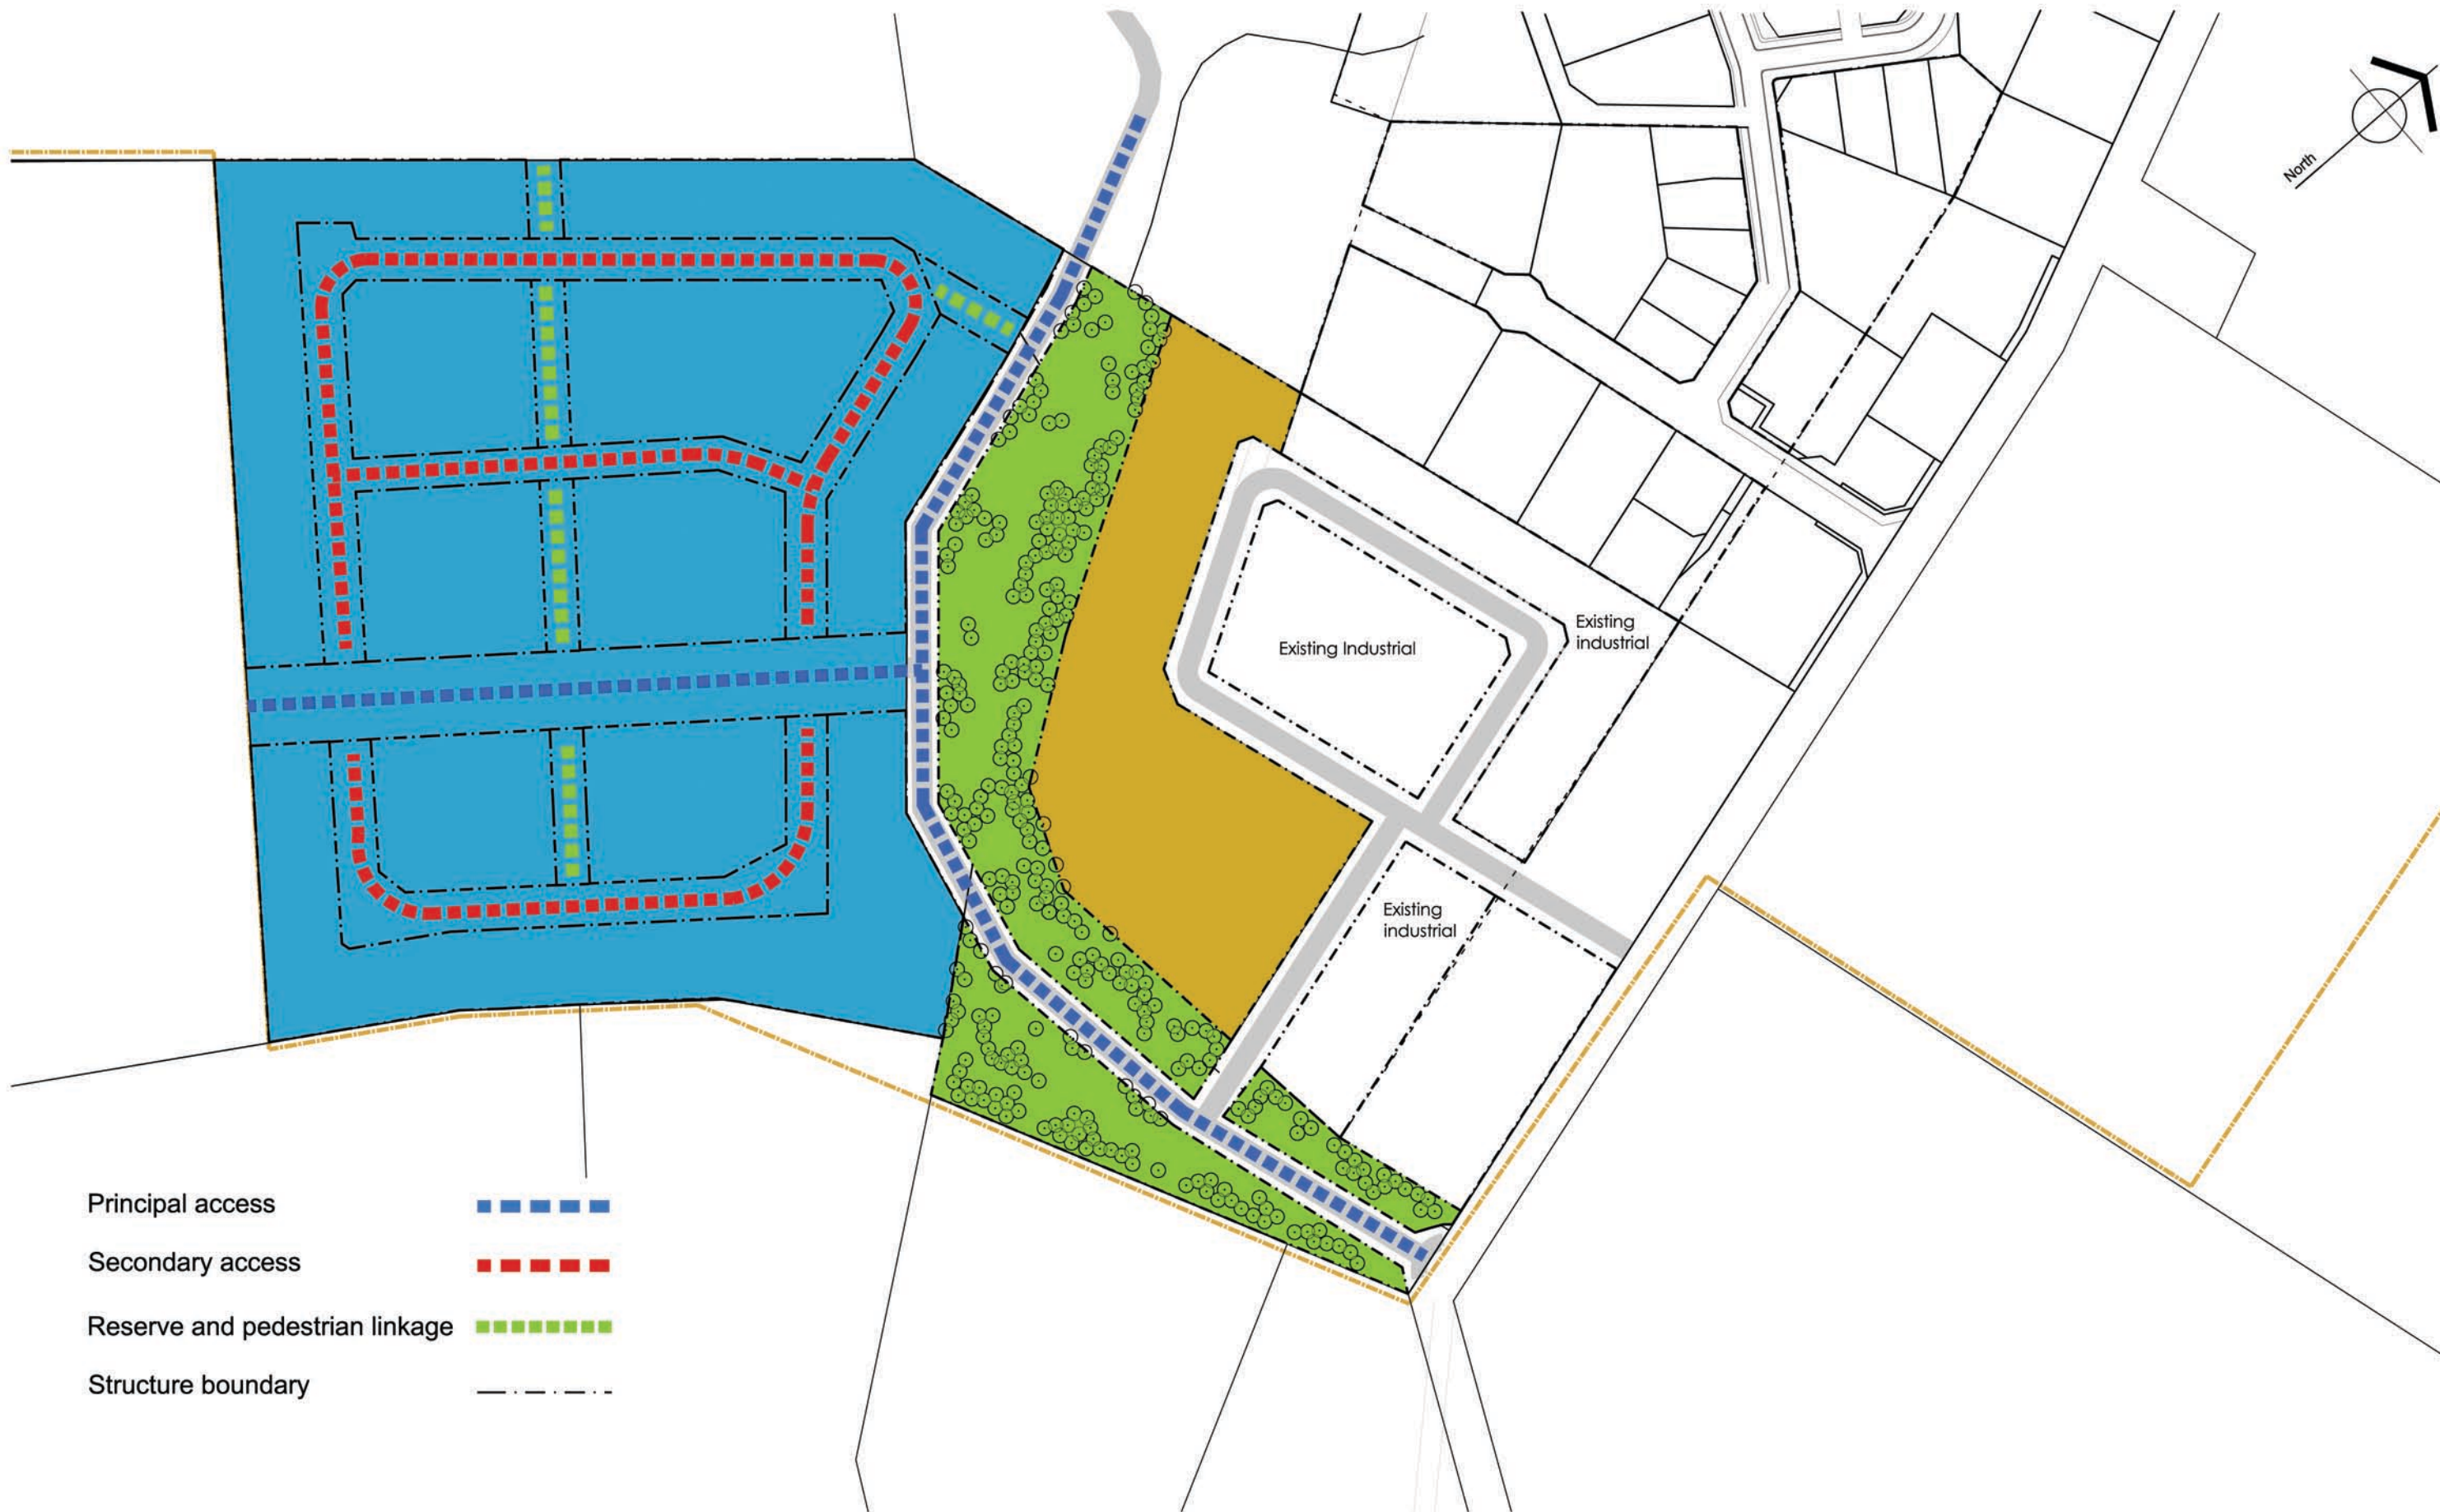 North
Existing
industrial
Existing Industrial
Existing
industrial
Principal access
Secondary access
Reserve and pedestrian linkage
Structure boundary